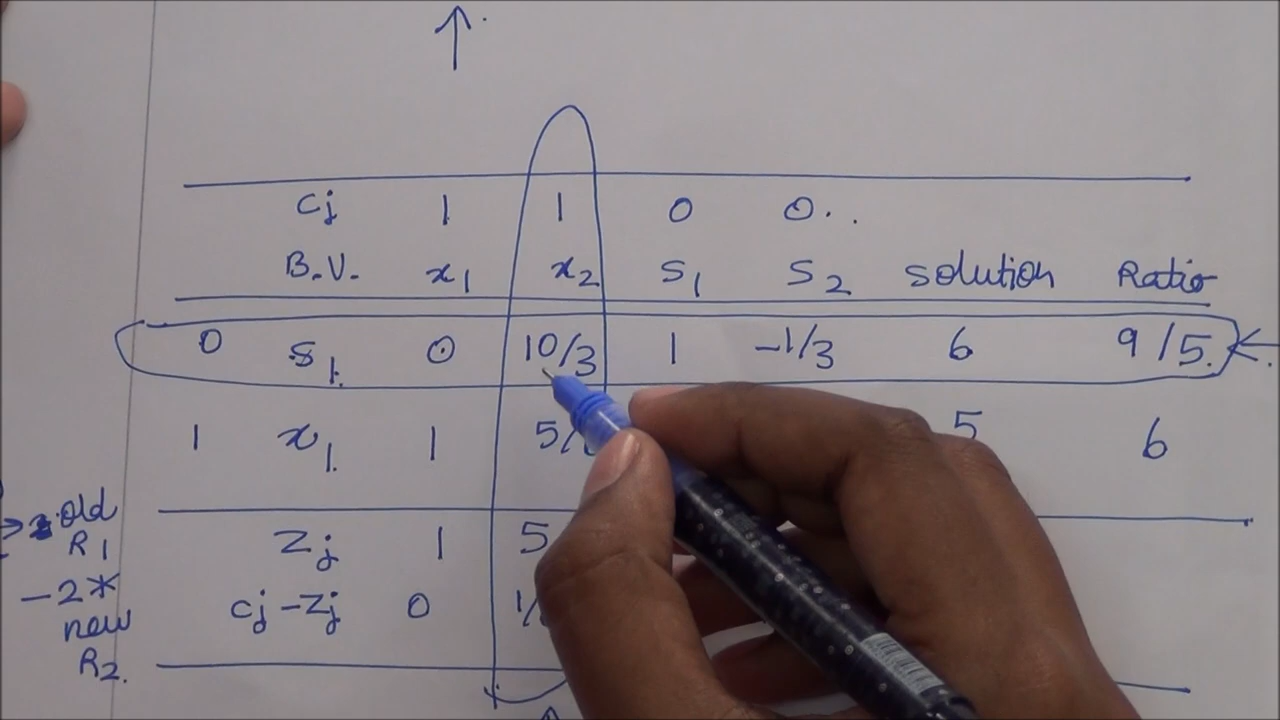 Cj 1 1 0 0..
B.V. x1 x2 S1 S2 Solution Ratio
0 S1 0 10/3 1 -1/3 6 9/5.
1 x1 1 5/ 5 6
old
R1
-2*
new
R2.
Zj 1 5
Cj-Zj 0 1/